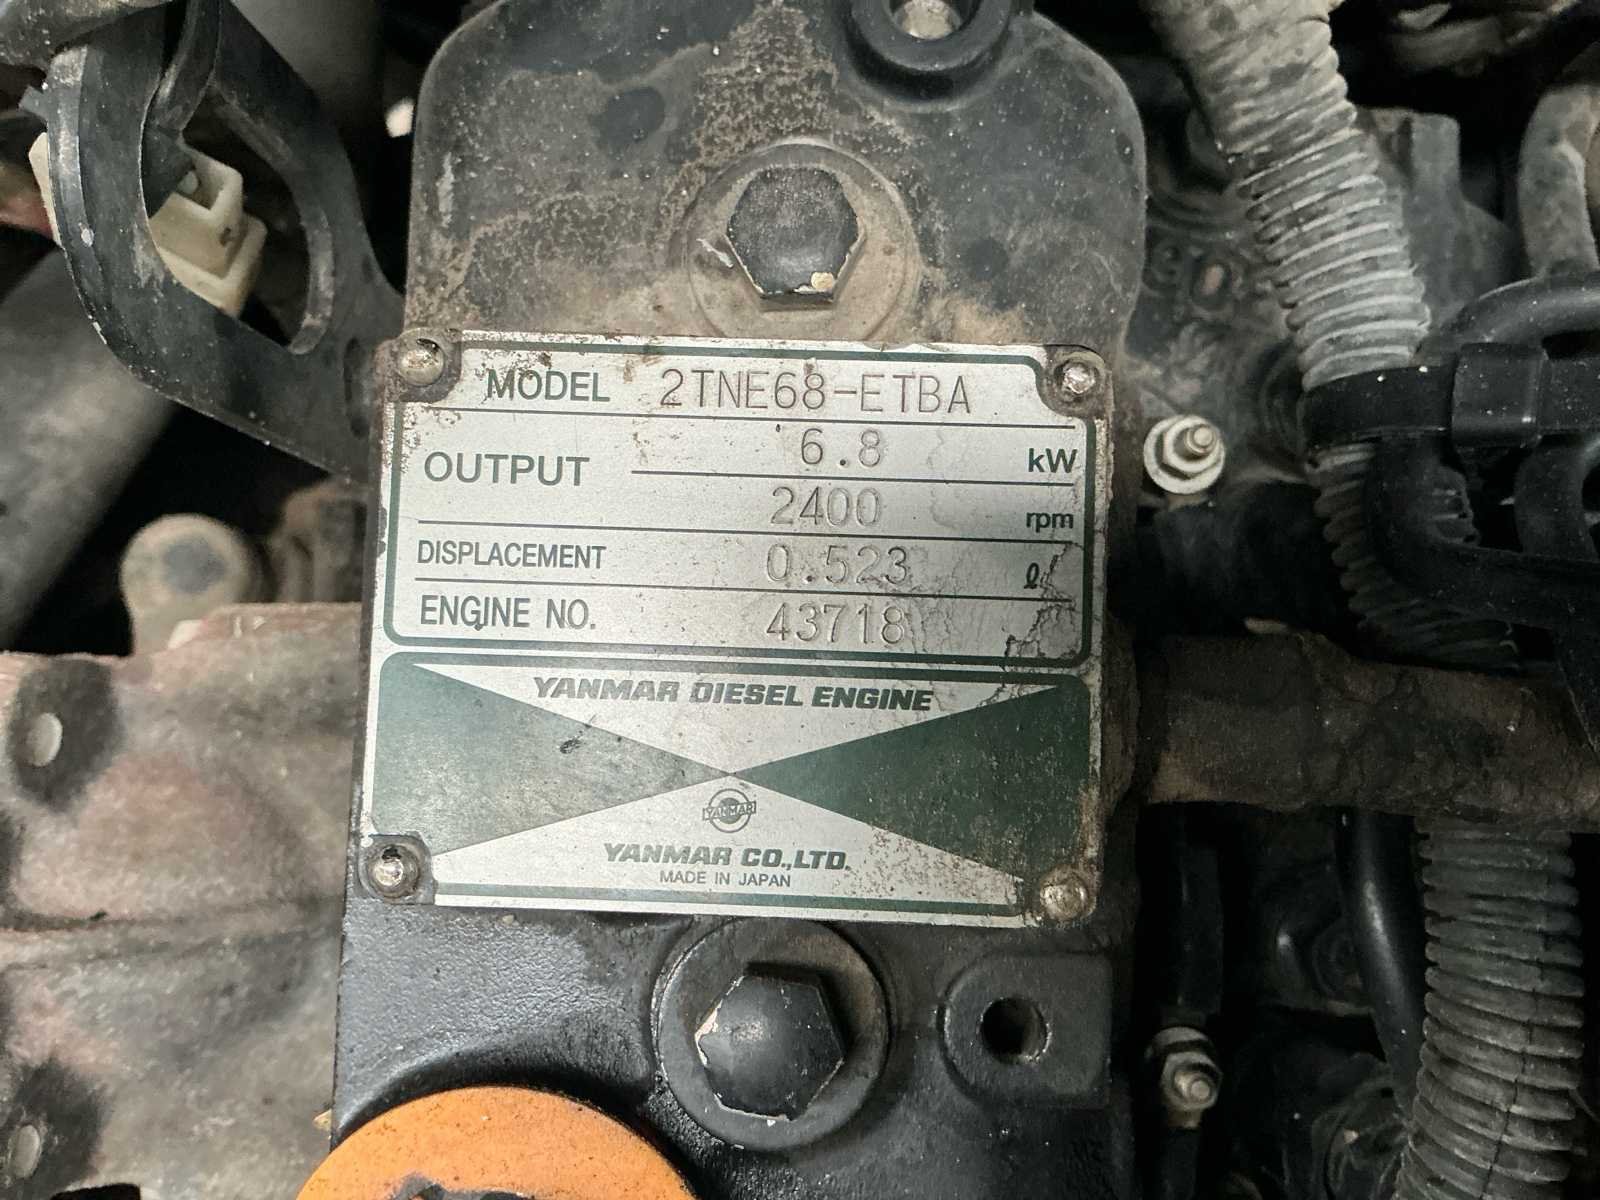 MODEL 2TNE68-ETBA
OUTPUT 6.8 kW
2400 rpm
DISPLACEMENT 0.523 ℓ
ENGINE NO. 43718
YANMAR DIESEL ENGINE
YANMAR
YANMAR CO.,LTD.
MADE IN JAPAN